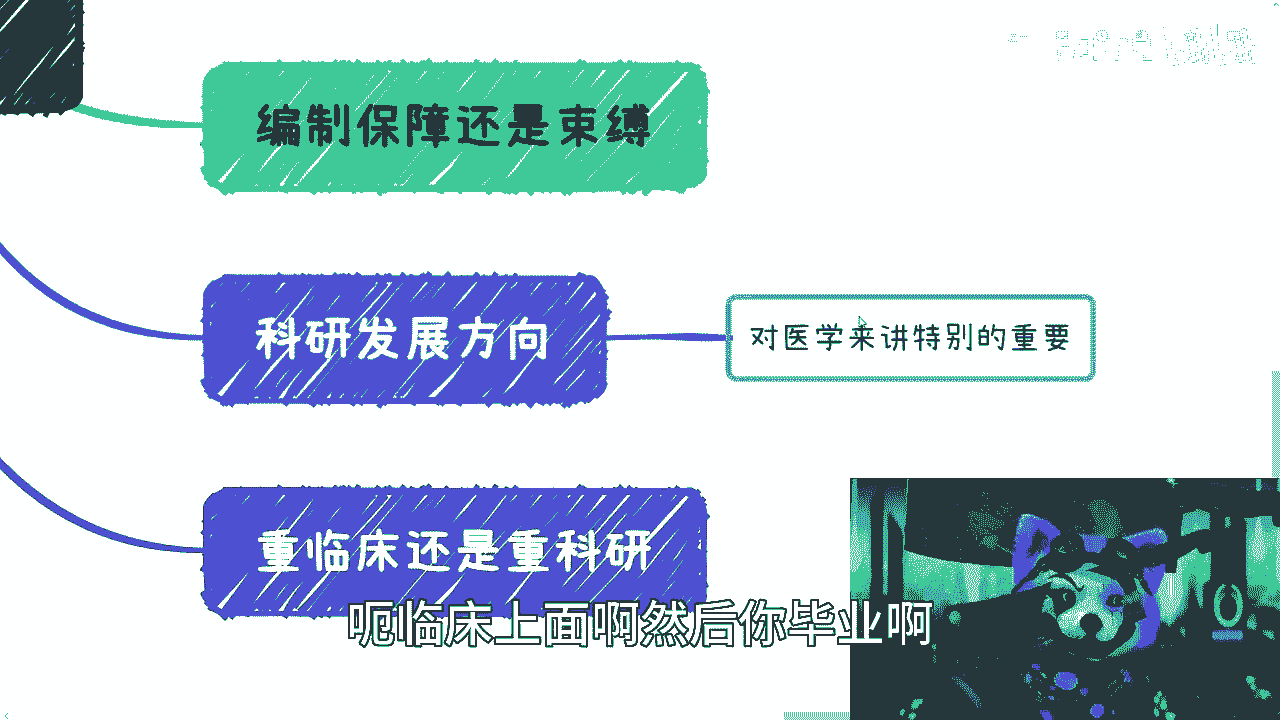 编制保障还是束缚
科研发展方向
对医学来讲特别的重要
重临床还是重科研
呃临床上面啊然后你毕业啊